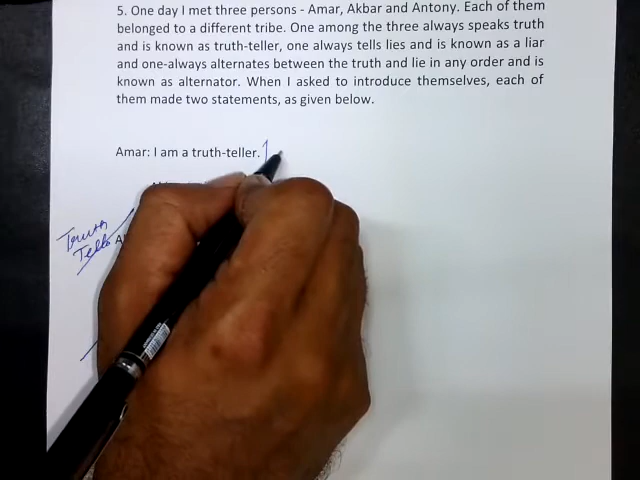 5. One day I met three persons - Amar, Akbar and Antony. Each of them
belonged to a different tribe. One among the three always speaks truth
and is known as truth-teller, one always tells lies and is known as a liar
and one-always alternates between the truth and lie in any order and is
known as alternator. When I asked to introduce themselves, each of
them made two statements, as given below.
Amar: I am a truth-teller.
Truth
Tello